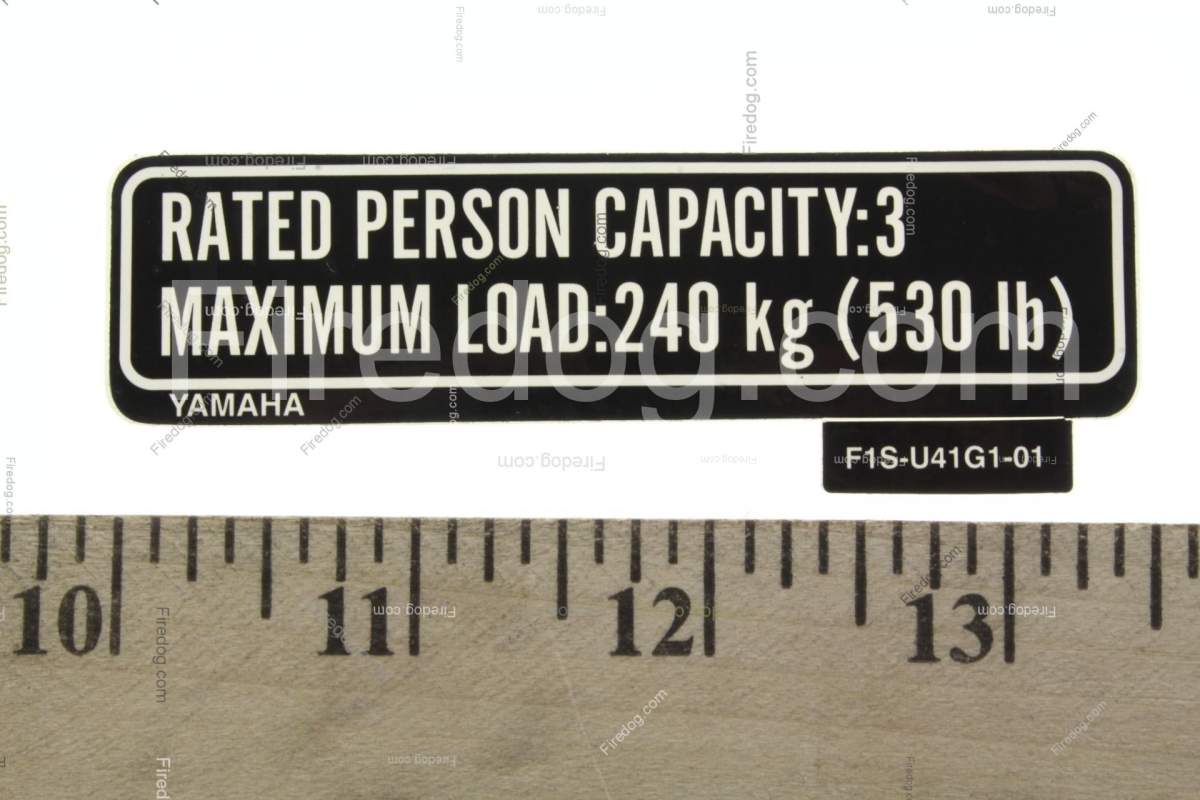 RATED PERSON CAPACITY:3
MAXIMUM LOAD:240 kg (530 lb)
YAMAHA
F1S-U41G1-01
Firedog.com
10 11 12 13